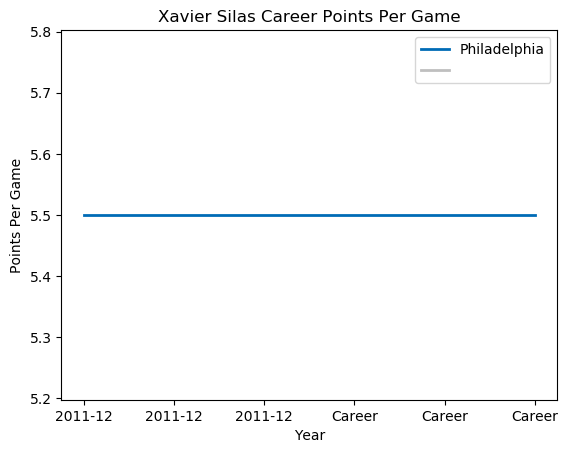 Xavier Silas Career Points Per Game
Philadelphia
Points Per Game
5.8
5.7
5.6
5.5
5.4
5.3
5.2
2011-12 2011-12 2011-12 Career Career Career
Year